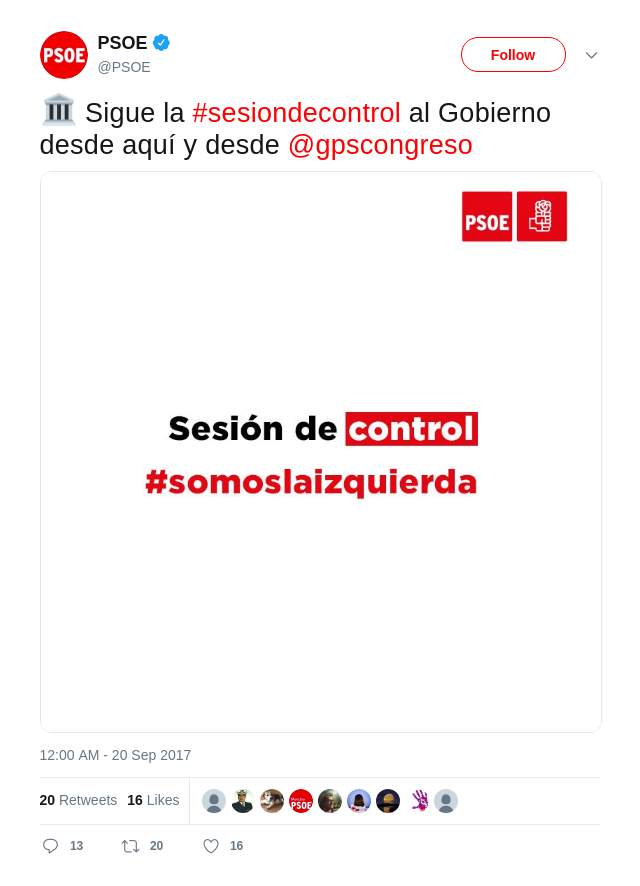 PSOE
PSOE
@PSOE
Follow
🏛 Sigue la #sesiondecontrol al Gobierno
desde aquí y desde @gpscongreso
PSOE
Sesión de control
#somoslaizquierda
12:00 AM - 20 Sep 2017
20 Retweets 16 Likes
PSOE
13 20 16